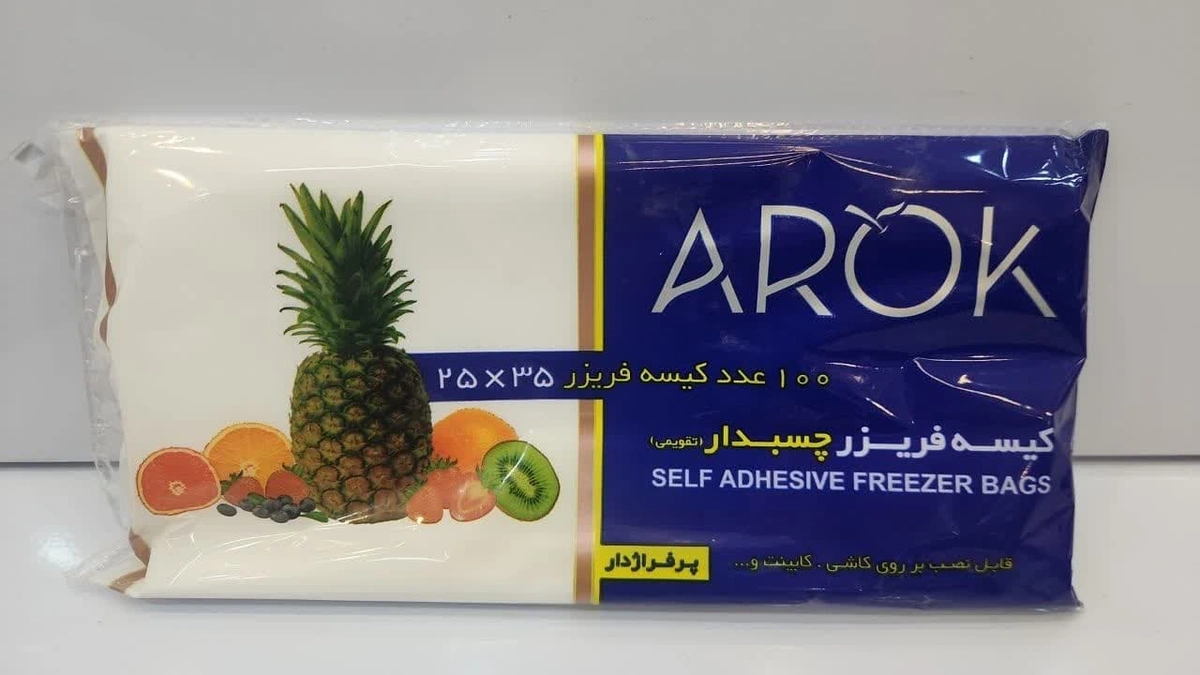 AROK
۱۰۰ عدد کیسه فریزر ۳۵×۲۵
کیسه فریزر چسبدار (تقویمی)
SELF ADHESIVE FREEZER BAGS
قابل نصب بر روی کاشی . کابینت و...
پرفراژدار